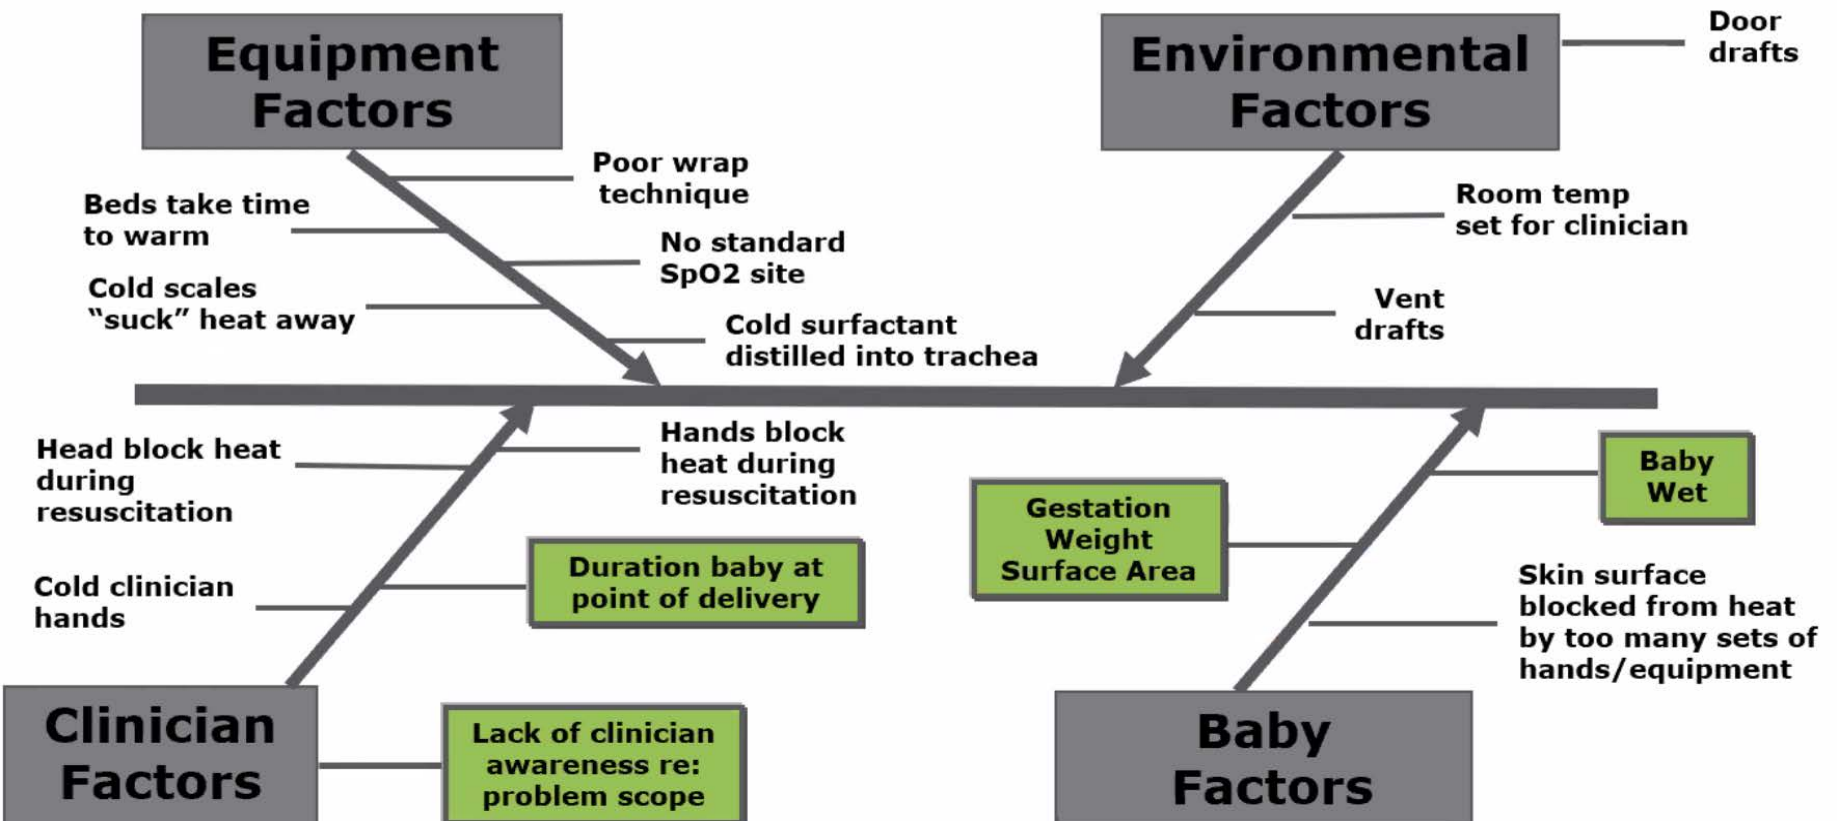 Equipment
Factors
Environmental
Factors
Door
drafts
Poor wrap
technique
Beds take time
to warm
No standard
SpO2 site
Cold scales
“suck” heat away
Cold surfactant
distilled into trachea
Room temp
set for clinician
Vent
drafts
Head block heat
during
resuscitation
Hands block
heat during
resuscitation
Cold clinician
hands
Duration baby at
point of delivery
Clinician
Factors
Lack of clinician
awareness re:
problem scope
Gestation
Weight
Surface Area
Baby
Wet
Skin surface
blocked from heat
by too many sets of
hands/equipment
Baby
Factors